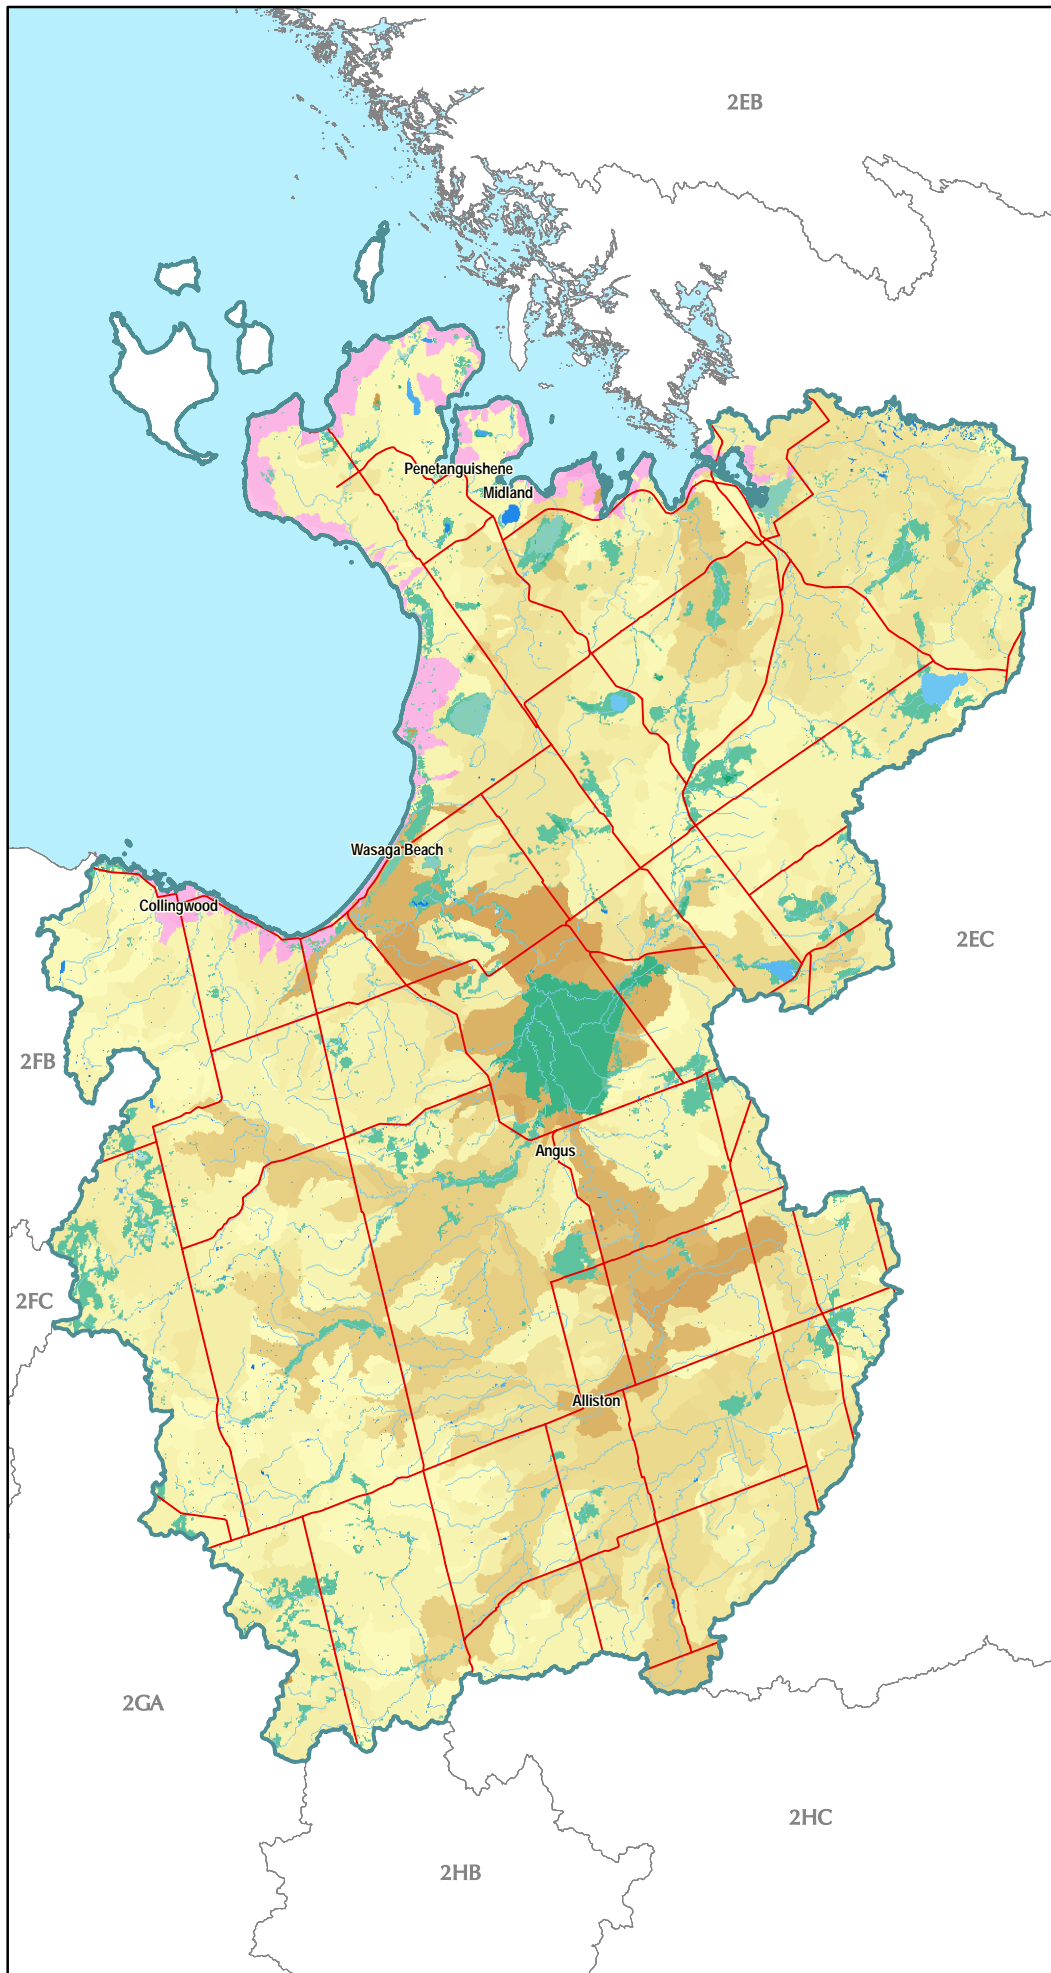 2EB
Penetanguishene
Midland
Wasaga Beach
Collingwood
2EC
2FB
Angus
2FC
Alliston
2GA
2HC
2HB